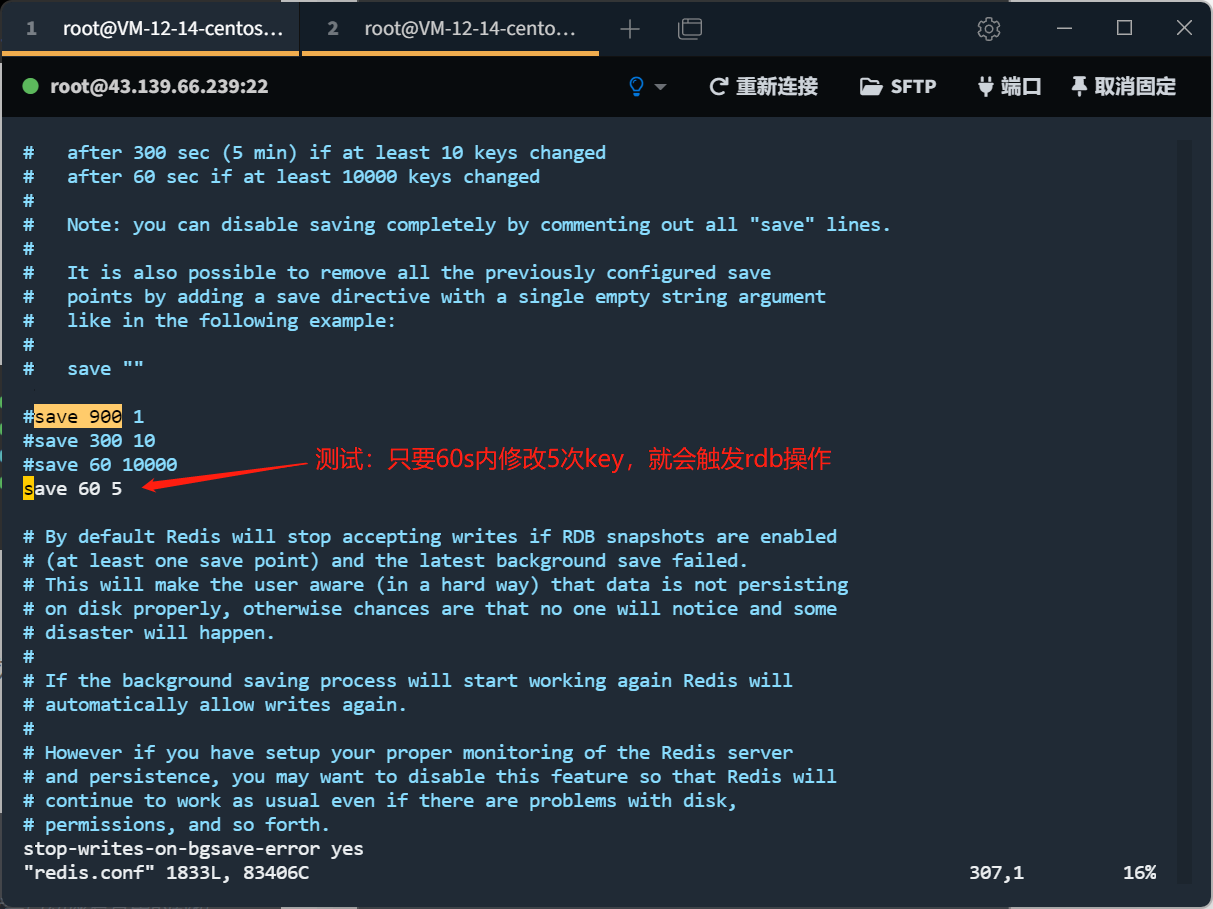 1 root@VM-12-14-centos… 2 root@VM-12-14-cento…
root@43.139.66.239:22 重新连接 SFTP 端口 取消固定
#   after 300 sec (5 min) if at least 10 keys changed
#   after 60 sec if at least 10000 keys changed
#
#   Note: you can disable saving completely by commenting out all "save" lines.
#
#   It is also possible to remove all the previously configured save
#   points by adding a save directive with a single empty string argument
#   like in the following example:
#
#   save ""
#save 900 1
#save 300 10
#save 60 10000
测试：只要60s内修改5次key，就会触发rdb操作
save 60 5
# By default Redis will stop accepting writes if RDB snapshots are enabled
# (at least one save point) and the latest background save failed.
# This will make the user aware (in a hard way) that data is not persisting
# on disk properly, otherwise chances are that no one will notice and some
# disaster will happen.
#
# If the background saving process will start working again Redis will
# automatically allow writes again.
#
# However if you have setup your proper monitoring of the Redis server
# and persistence, you may want to disable this feature so that Redis will
# continue to work as usual even if there are problems with disk,
# permissions, and so forth.
stop-writes-on-bgsave-error yes
"redis.conf" 1833L, 83406C 307,1 16%